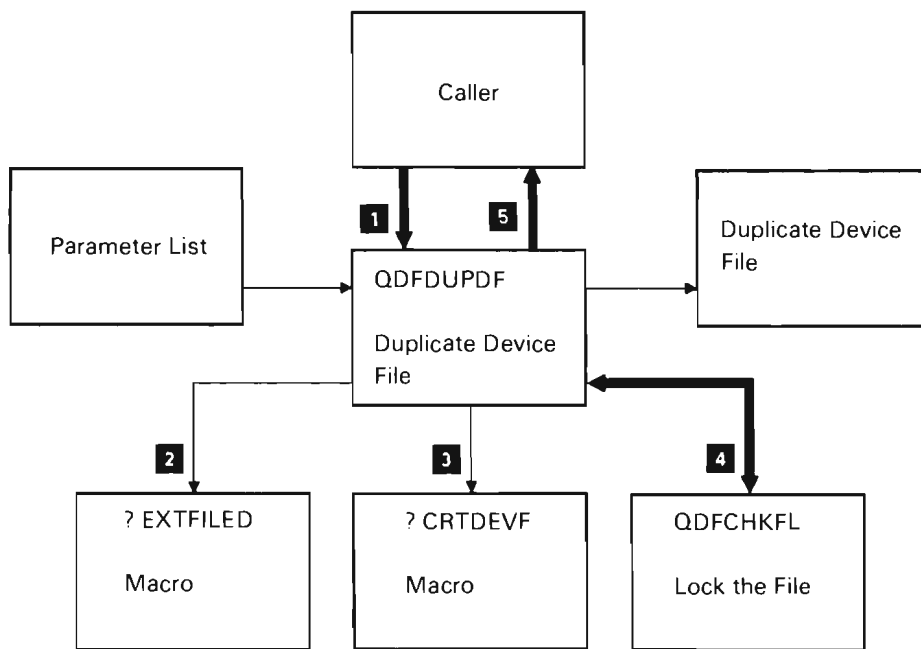 Caller
1
5
Parameter List
QDFDUPDF
Duplicate Device
File
Duplicate Device
File
2
3
4
? EXTFILED
Macro
? CRTDEVF
Macro
QDFCHKFL
Lock the File